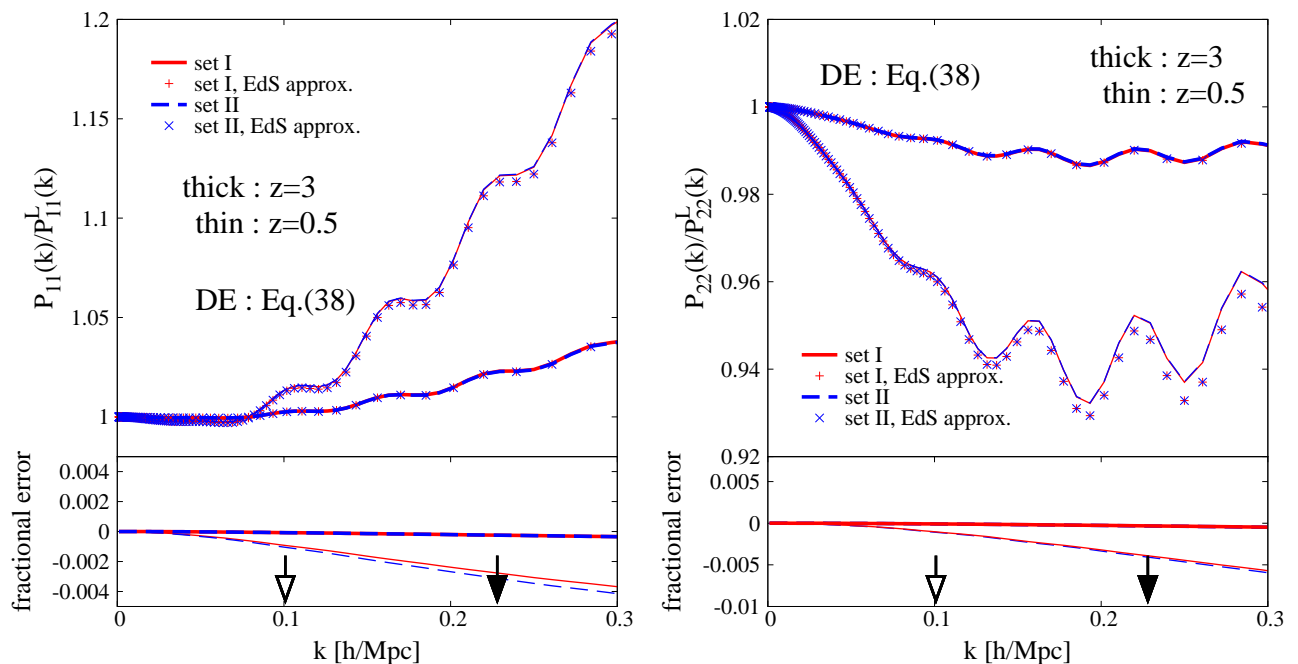 1.2
1.15
1.1
1.05
1
P_11(k)/P^L_11(k)
set I
set I, EdS approx.
set II
set II, EdS approx.
thick : z=3
thin : z=0.5
DE : Eq.(38)
0.004
0.002
0
-0.002
-0.004
fractional error
0 0.1 0.2 0.3
k [h/Mpc]
1.02
1
0.98
0.96
0.94
0.92
P_22(k)/P^L_22(k)
DE : Eq.(38)
thick : z=3
thin : z=0.5
set I
set I, EdS approx.
set II
set II, EdS approx.
0.005
0
-0.005
-0.01
fractional error
0 0.1 0.2 0.3
k [h/Mpc]